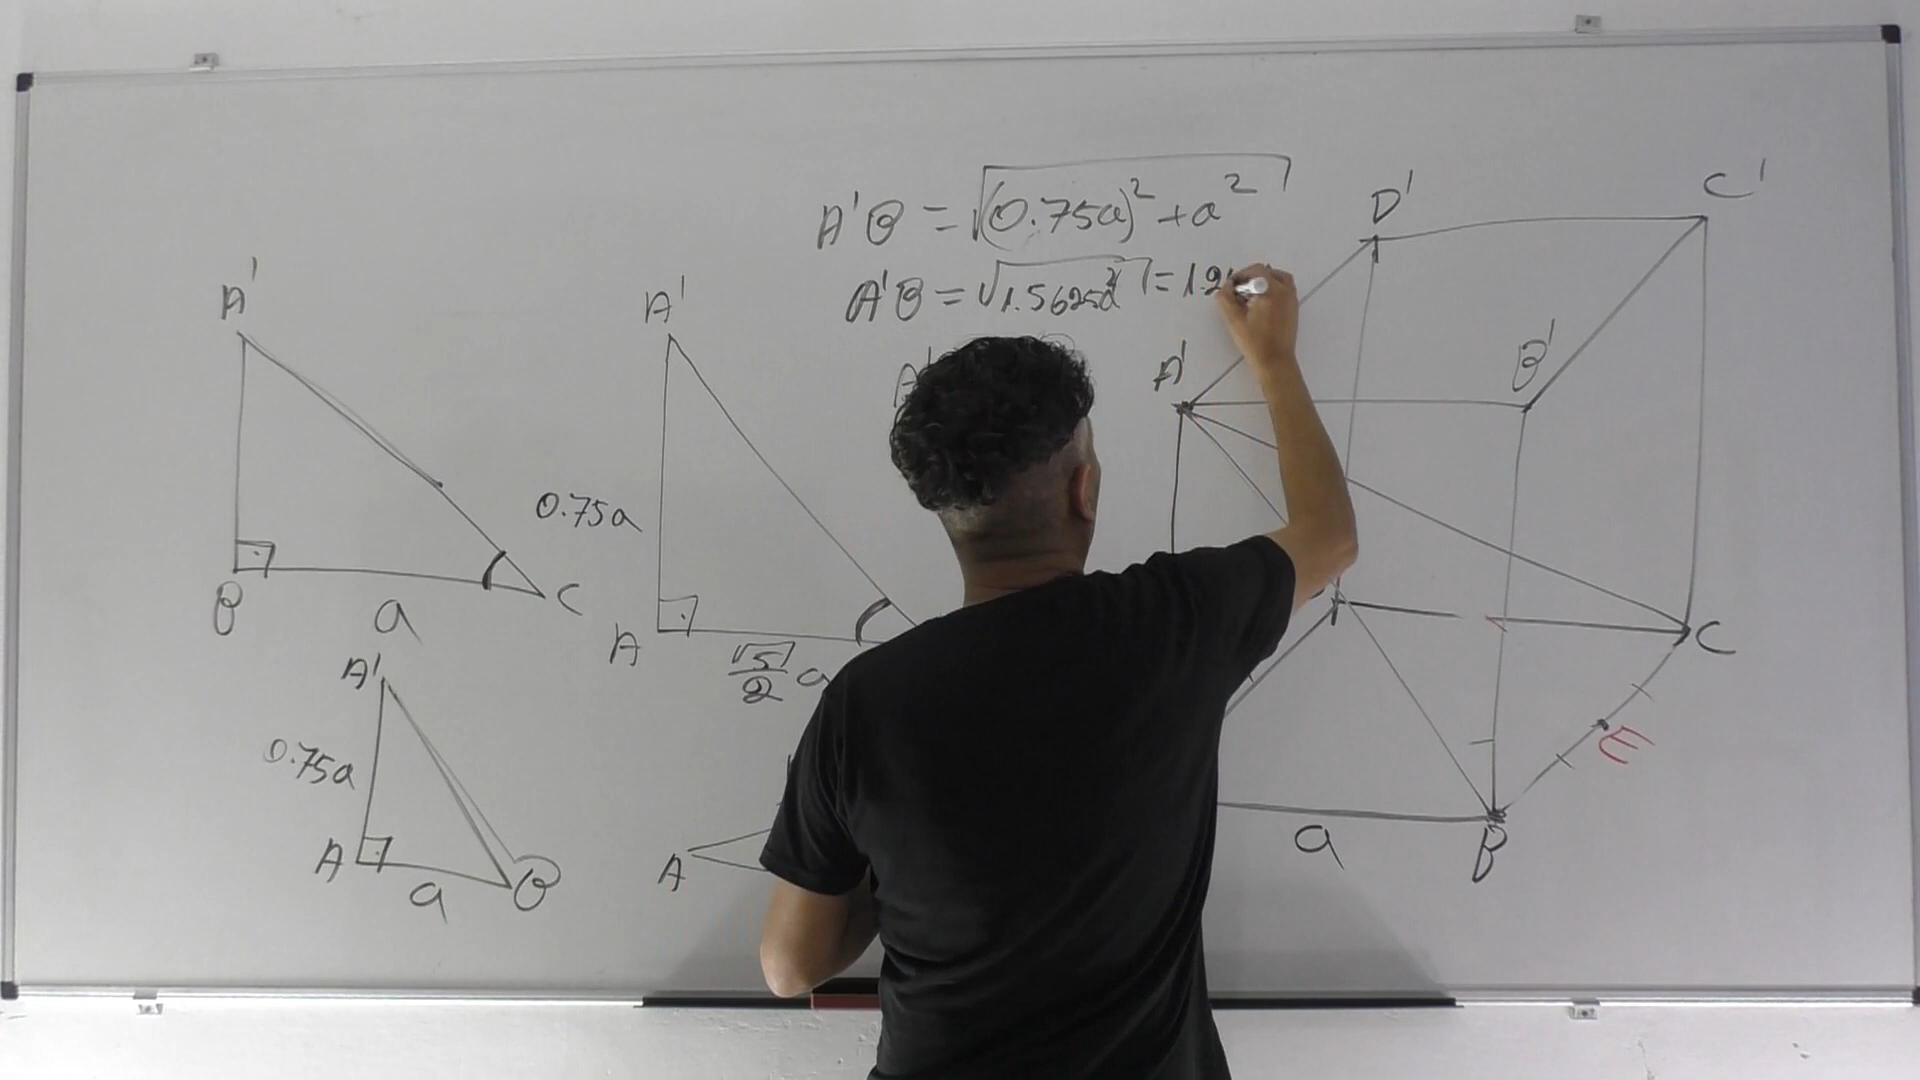 A'B = √(0.75a)² + a²
A'B = √1.5625a² = 1.2
D'
C'
A'
B'
C
E
B
a
A'
B
a
C
A'
0.75a
A
√5/2 a
A'
0.75a
A
a
B
A